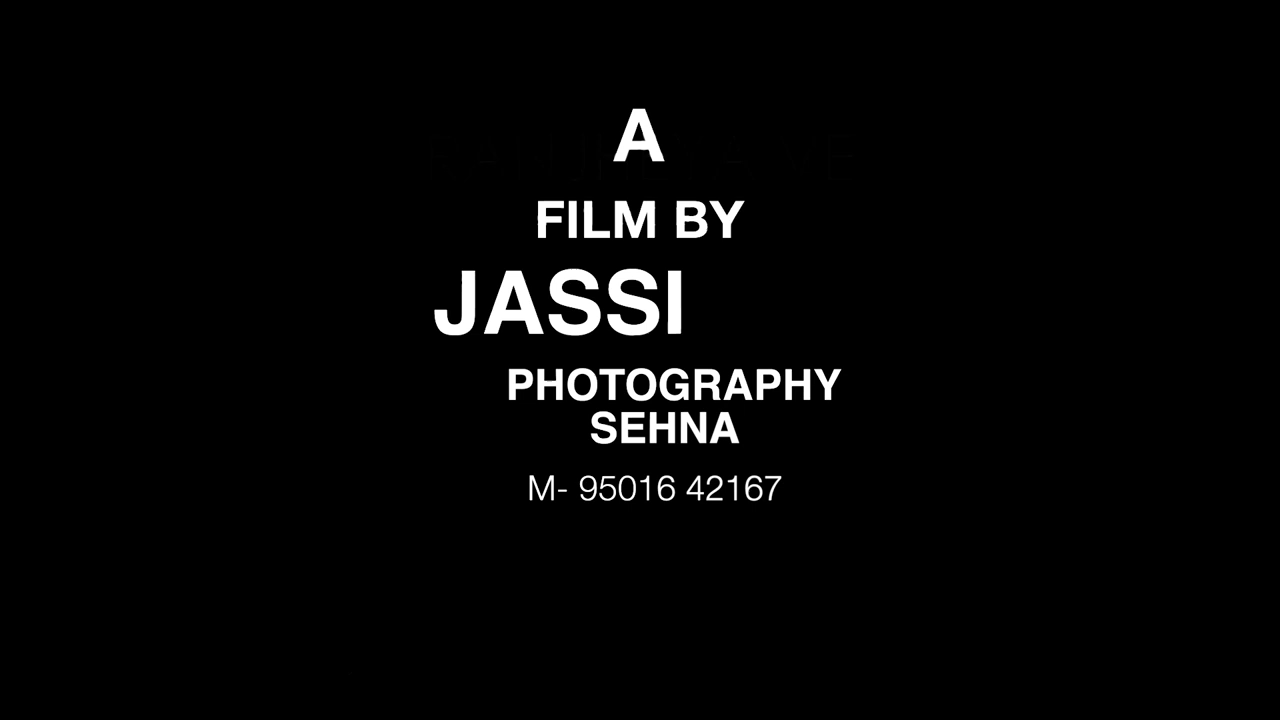 A
FILM BY
JASSI
PHOTOGRAPHY
SEHNA
M- 95016 42167